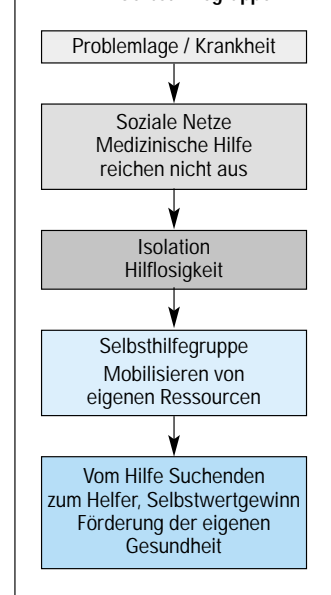 Problemlage / Krankheit
Soziale Netze
Medizinische Hilfe
reichen nicht aus
Isolation
Hilflosigkeit
Selbsthilfegruppe
Mobilisieren von
eigenen Ressourcen
Vom Hilfe Suchenden
zum Helfer, Selbstwertgewinn
Förderung der eigenen
Gesundheit